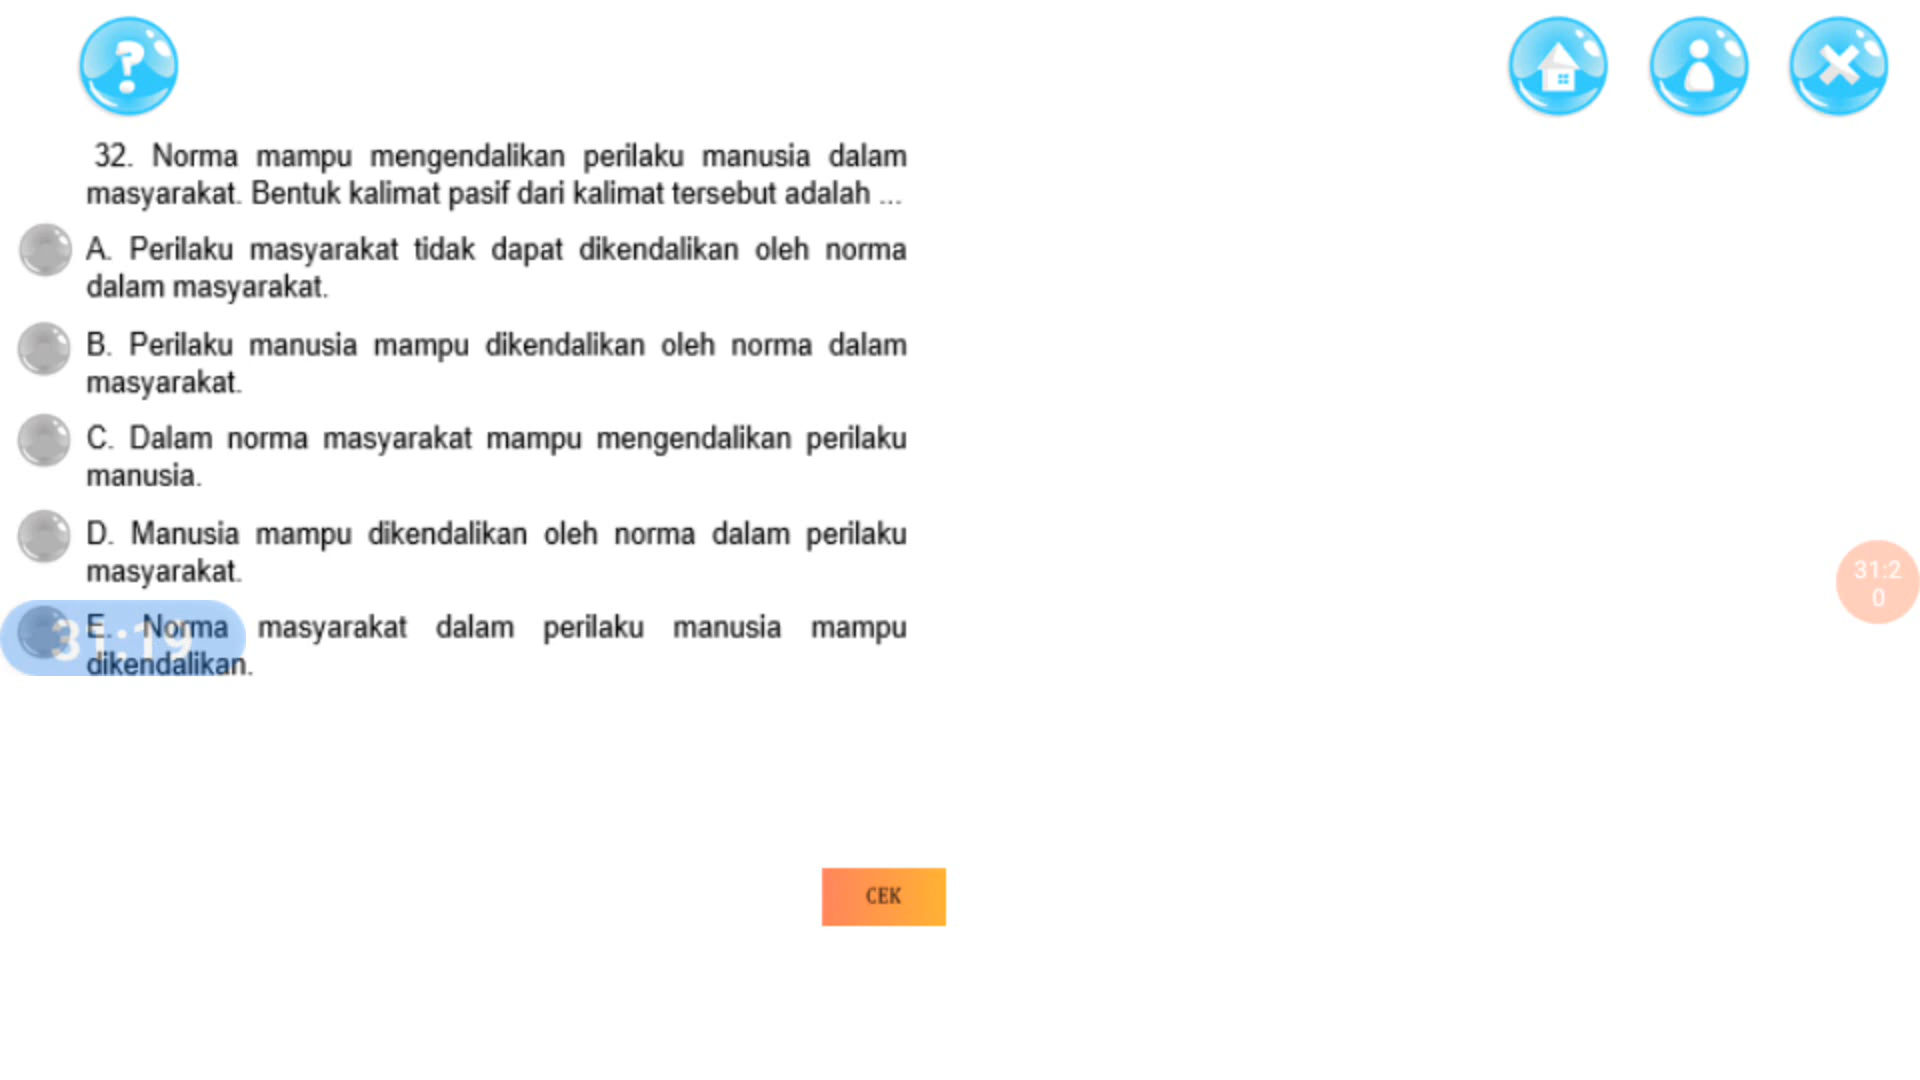 32. Norma mampu mengendalikan perilaku manusia dalam
masyarakat. Bentuk kalimat pasif dari kalimat tersebut adalah ...
A. Perilaku masyarakat tidak dapat dikendalikan oleh norma
dalam masyarakat.
B. Perilaku manusia mampu dikendalikan oleh norma dalam
masyarakat.
C. Dalam norma masyarakat mampu mengendalikan perilaku
manusia.
D. Manusia mampu dikendalikan oleh norma dalam perilaku
masyarakat.
31:2
0
E. Norma masyarakat dalam perilaku manusia mampu
31:19
dikendalikan.
CEK